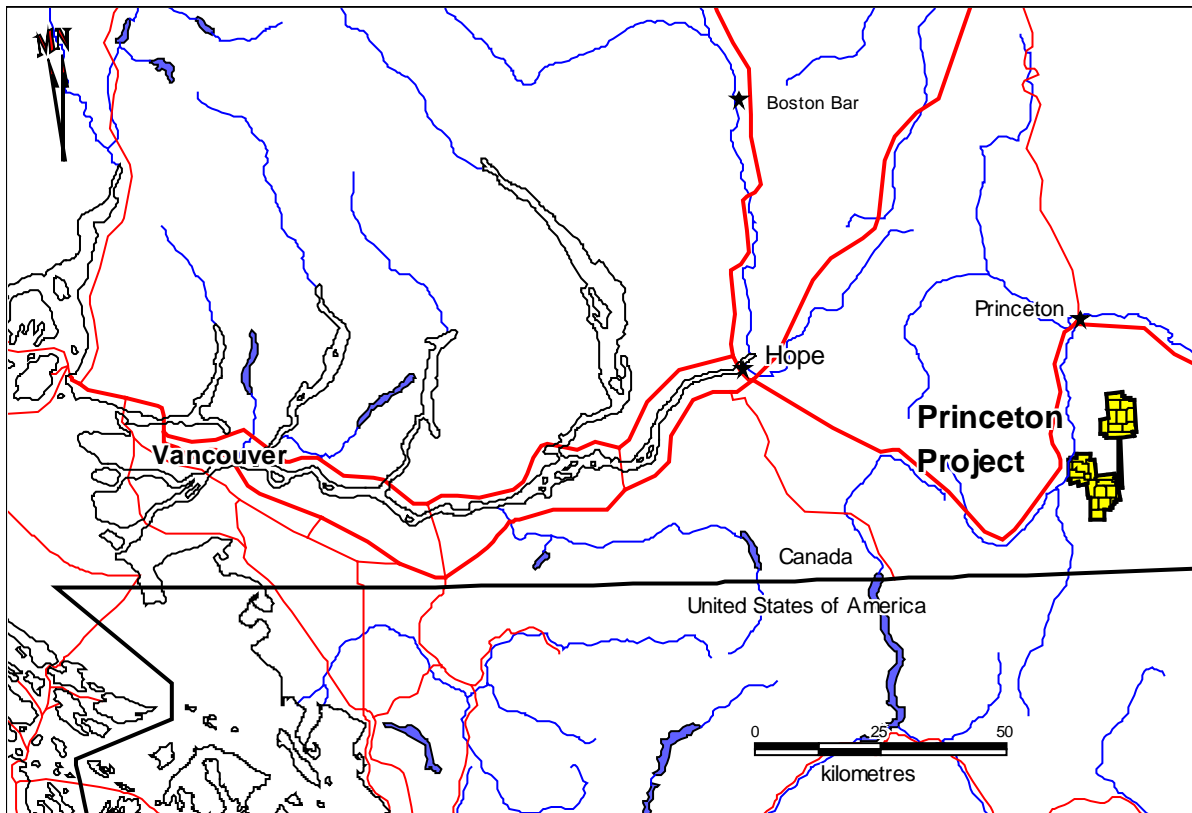 MN
Boston Bar
Princeton
Hope
Princeton
Project
Vancouver
Canada
United States of America
0 25 50
kilometres